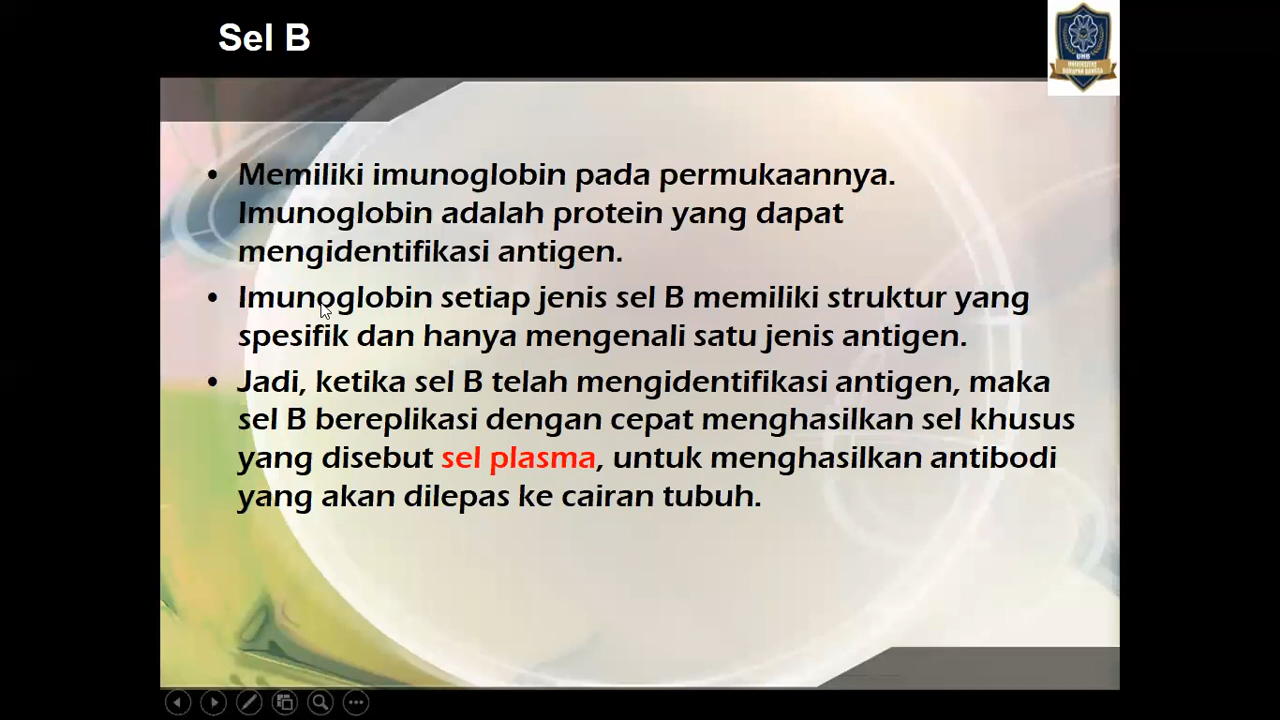 Sel B
UHB
• Memiliki imunoglobin pada permukaannya.
Imunoglobin adalah protein yang dapat
mengidentifikasi antigen.
• Imunoglobin setiap jenis sel B memiliki struktur yang
spesifik dan hanya mengenali satu jenis antigen.
• Jadi, ketika sel B telah mengidentifikasi antigen, maka
sel B bereplikasi dengan cepat menghasilkan sel khusus
yang disebut sel plasma, untuk menghasilkan antibodi
yang akan dilepas ke cairan tubuh.